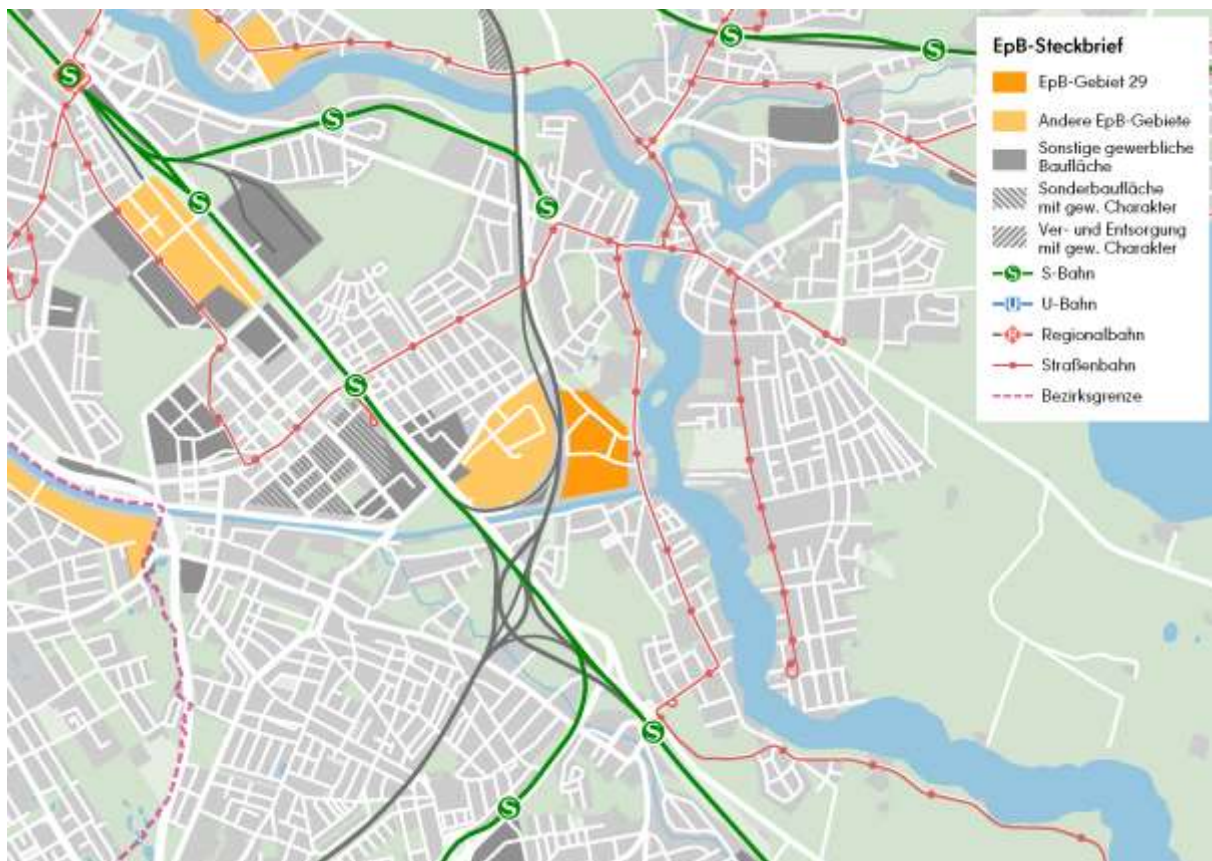 EpB-Steckbrief
EpB-Gebiet 29
Andere EpB-Gebiete
Sonstige gewerbliche
Baufläche
Sonderbaufläche
mit gew. Charakter
Ver- und Entsorgung
mit gew. Charakter
S S-Bahn
U U-Bahn
R Regionalbahn
Straßenbahn
Bezirksgrenze
S
S
S
S
S
S
S
S
S